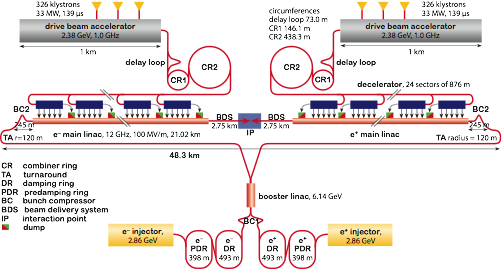 326 klystrons
33 MW, 139 µs
drive beam accelerator
2.38 GeV, 1.0 GHz
1 km
delay loop
CR1
CR2
circumferences
delay loop 73.0 m
CR1 146.1 m
CR2 438.3 m
326 klystrons
33 MW, 139 µs
drive beam accelerator
2.38 GeV, 1.0 GHz
1 km
delay loop
CR2
CR1
decelerator, 24 sectors of 876 m
BC2
245 m
TA r=120 m
e⁻ main linac, 12 GHz, 100 MV/m, 21.02 km
BDS
2.75 km
IP
BDS
2.75 km
e⁺ main linac
BC2
245 m
TA radius = 120 m
48.3 km
CR combiner ring
TA turnaround
DR damping ring
PDR predamping ring
BC bunch compressor
BDS beam delivery system
IP interaction point
dump
booster linac, 6.14 GeV
BC1
e⁻ injector,
2.86 GeV
e⁻
PDR
398 m
e⁻
DR
493 m
e⁺
DR
493 m
e⁺
PDR
398 m
e⁺ injector,
2.86 GeV